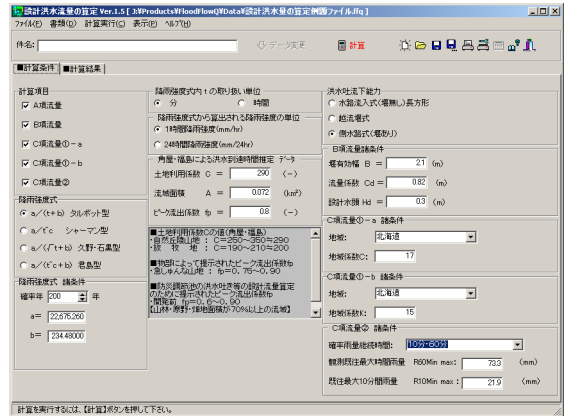 設計洪水流量の算定 Ver.1.5 [ J:¥Products¥FloodFlowQ¥Data¥設計洪水量の算定例題ファイル.ffq ]
ファイル(F) 書類(D) 計算実行(C) 表示(P) ヘルプ(H)
件名:
データ変更
計算
■計算条件
■計算結果
計算項目
A項流量
B項流量
C項流量①-a
C項流量①-b
C項流量②
降雨強度式
a/(t+b) タルボット型
a/t^c シャーマン型
a/(√t+b) 久野・石黒型
a/(t^c+b) 君島型
降雨強度式 諸条件
確率年 200 年
a= 22,675.260
b= 234.48000
降雨強度式内 t の取り扱い単位
分
時間
降雨強度式から算出される降雨強度の単位
1時間降雨強度(mm/hr)
24時間降雨強度(mm/24hr)
角屋・福島による洪水到達時間推定 データ
土地利用係数 C = 290 (-)
流域面積 A = 0.072 (km²)
ピーク流出係数 fp = 0.8 (-)
■土地利用係数Cの値(角屋・福島)
・自然丘陵山地 : C=250~350≒290
・放 牧 地 : C=190~210≒200
■物部によって提示されたピーク流出係数fp
・急しゅんな山地 : fp=0.75~0.90
■防災調節池の洪水吐き等の設計流量算定
のために提示されたピーク流出係数fp
・開発前 fp=0.6~0.90
【山林・原野・畑地面積が70%以上の流域】
洪水吐流下能力
水路流入式(堰無し)長方形
越流堰式
側水路式(堰有り)
B項流量諸条件
堰有効幅 B = 2.1 (m)
流量係数 Cd = 0.82 (m)
設計水頭 Hd = 0.3 (m)
C項流量①-a 諸条件
地域: 北海道
地域係数C: 17
C項流量①-b 諸条件
地域: 北海道
地域係数K: 15
C項流量② 諸条件
確率雨量継続時間: 10分・60分
観測既往最大時間雨量 R60Min max: 73.3 (mm)
既往最大10分間雨量 R10Min max : 21.9 (mm)
計算を実行するには、【計算】ボタンを押して下さい。